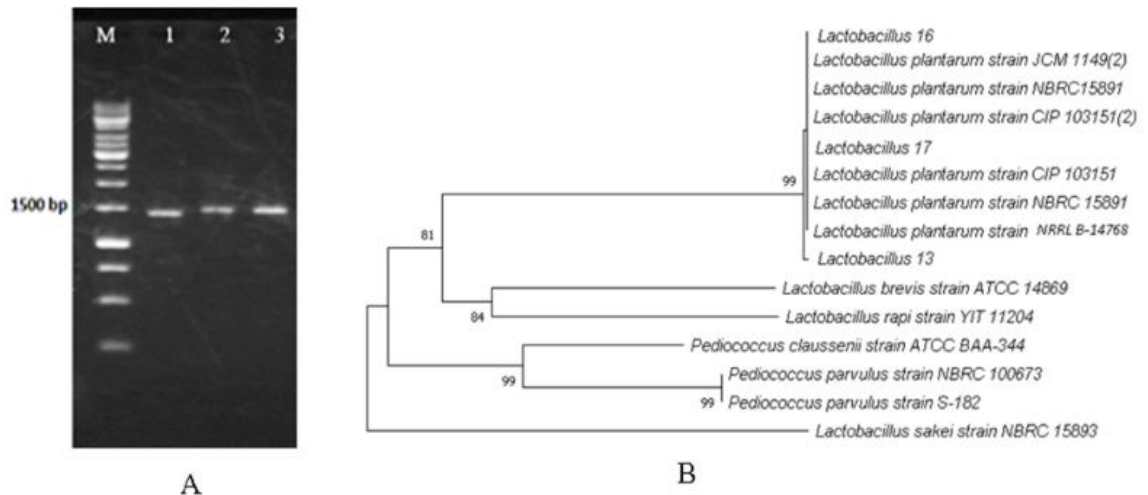 M 1 2 3
1500 bp
A
Lactobacillus 16
Lactobacillus plantarum strain JCM 1149(2)
Lactobacillus plantarum strain NBRC15891
Lactobacillus plantarum strain CIP 103151(2)
Lactobacillus 17
99
Lactobacillus plantarum strain CIP 103151
Lactobacillus plantarum strain NBRC 15891
Lactobacillus plantarum strain NRRL B-14768
81
Lactobacillus 13
Lactobacillus brevis strain ATCC 14869
84
Lactobacillus rapi strain YIT 11204
Pediococcus claussenii strain ATCC BAA-344
99
Pediococcus parvulus strain NBRC 100673
99
Pediococcus parvulus strain S-182
Lactobacillus sakei strain NBRC 15893
B